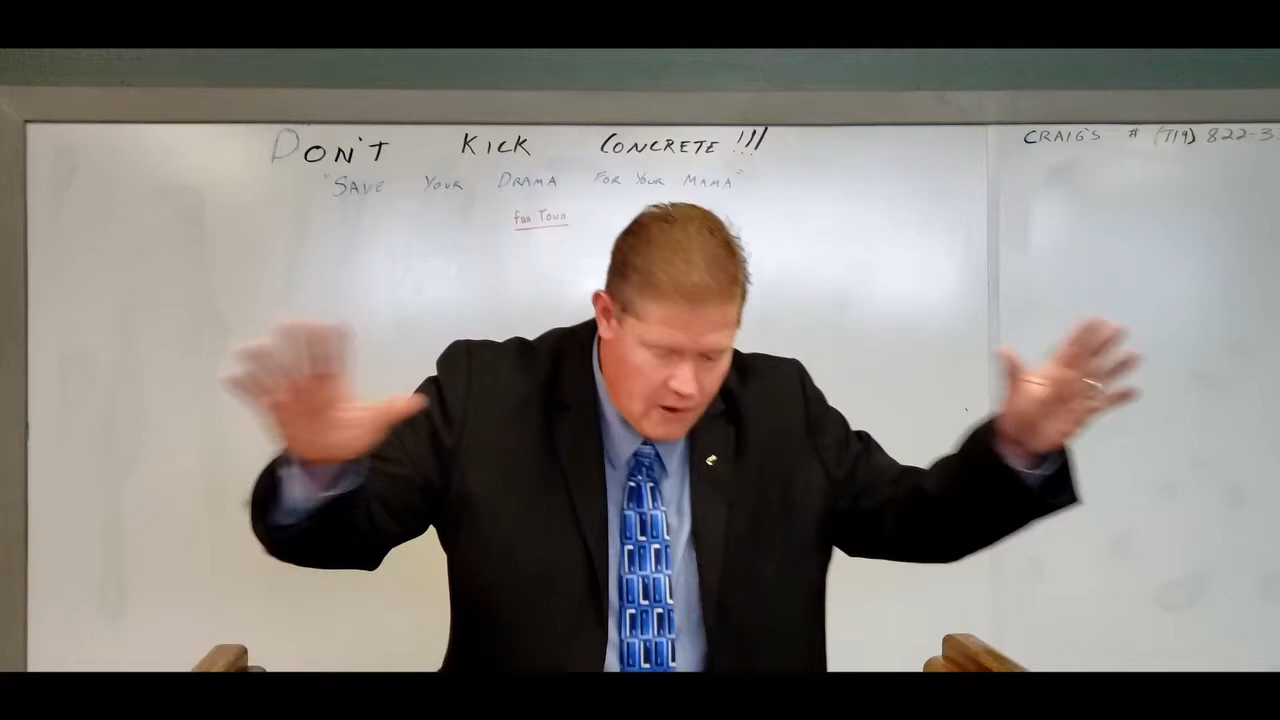 DON'T KICK CONCRETE!!!
"SAVE YOUR DRAMA FOR YOUR MAMA"
fun Town
CRAIG'S # (719) 822-3